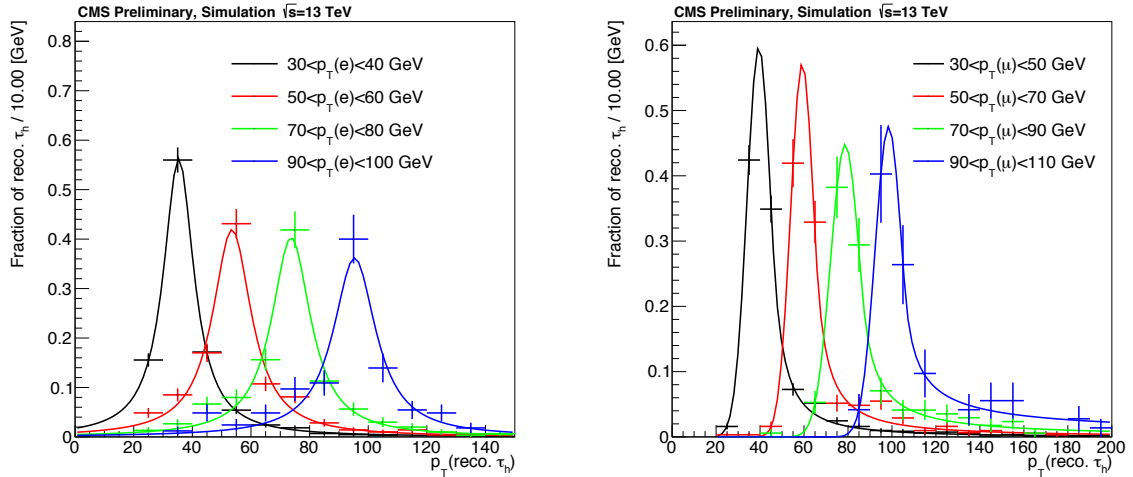 CMS Preliminary, Simulation √s=13 TeV
Fraction of reco. τh / 10.00 [GeV]
0.8
0.7
0.6
0.5
0.4
0.3
0.2
0.1
0
30<pT(e)<40 GeV
50<pT(e)<60 GeV
70<pT(e)<80 GeV
90<pT(e)<100 GeV
0 20 40 60 80 100 120 140
pT(reco. τh)
CMS Preliminary, Simulation √s=13 TeV
Fraction of reco. τh / 10.00 [GeV]
0.6
0.5
0.4
0.3
0.2
0.1
0
30<pT(μ)<50 GeV
50<pT(μ)<70 GeV
70<pT(μ)<90 GeV
90<pT(μ)<110 GeV
0 20 40 60 80 100 120 140 160 180 200
pT(reco. τh)